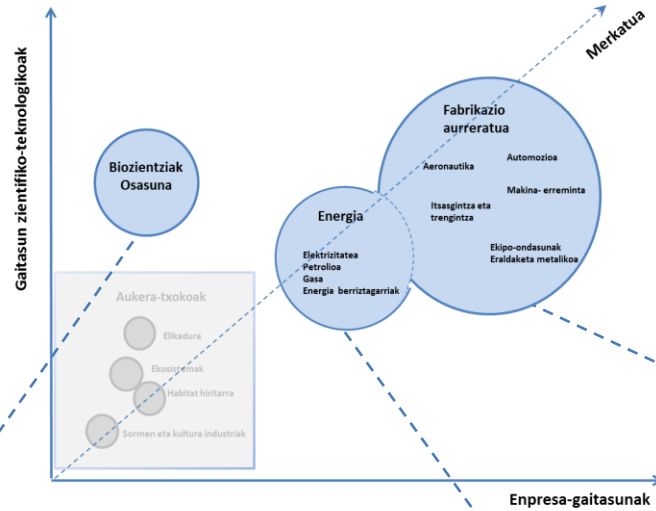 Gaitasun zientifiko-teknologikoak
Merkatua
Fabrikazio
aurreratua
Aeronautika
Automozioa
Makina- erreminta
Itsasgintza eta
trengintza
Ekipo-ondasunak
Eraldaketa metalikoa
Biozientziak
Osasuna
Energia
Elektrizitatea
Petrolioa
Gasa
Energia berriztagarriak
Aukera-txokoak
Elikadura
Ekosistemak
Habitat hiritarra
Sormen eta kultura industriak
Enpresa-gaitasunak